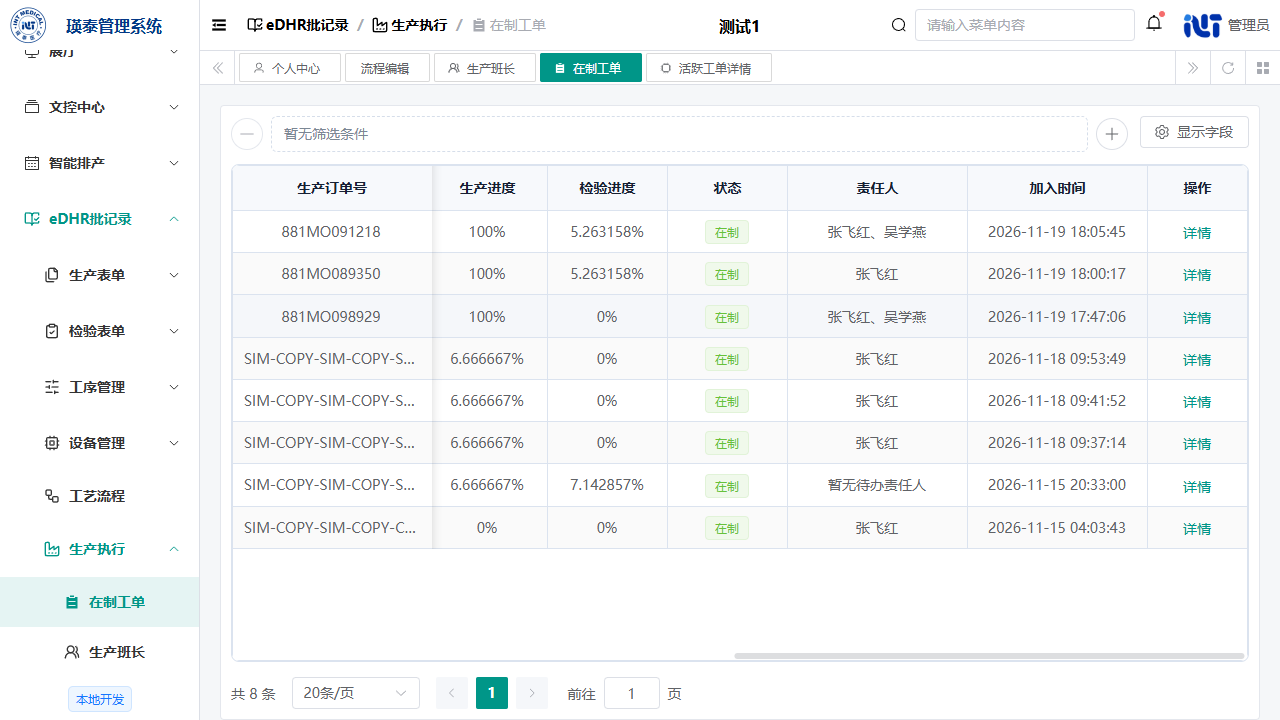 瑛泰管理系统
展厅
文控中心
智能排产
eDHR批记录
生产表单
检验表单
工序管理
设备管理
工艺流程
生产执行
在制工单
生产班长
本地开发
eDHR批记录 / 生产执行 / 在制工单
测试1
请输入菜单内容
管理员
个人中心 流程编辑 生产班长 在制工单 活跃工单详情
暂无筛选条件
显示字段
生产订单号 生产进度 检验进度 状态 责任人 加入时间 操作
881MO091218 100% 5.263158% 在制 张飞红、吴学燕 2026-11-19 18:05:45 详情
881MO089350 100% 5.263158% 在制 张飞红 2026-11-19 18:00:17 详情
881MO098929 100% 0% 在制 张飞红、吴学燕 2026-11-19 17:47:06 详情
SIM-COPY-SIM-COPY-S... 6.666667% 0% 在制 张飞红 2026-11-18 09:53:49 详情
SIM-COPY-SIM-COPY-S... 6.666667% 0% 在制 张飞红 2026-11-18 09:41:52 详情
SIM-COPY-SIM-COPY-S... 6.666667% 0% 在制 张飞红 2026-11-18 09:37:14 详情
SIM-COPY-SIM-COPY-S... 6.666667% 7.142857% 在制 暂无待办责任人 2026-11-15 20:33:00 详情
SIM-COPY-SIM-COPY-C... 0% 0% 在制 张飞红 2026-11-15 04:03:43 详情
共 8 条 20条/页 1 前往 1 页